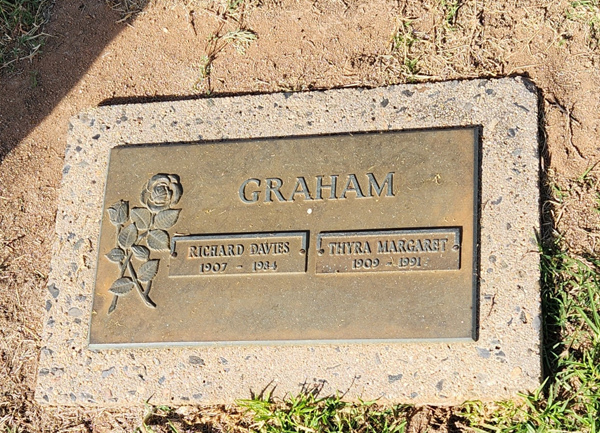 GRAHAM
RICHARD DAVIES
1907 - 1984
THYRA MARGARET
1909 - 1991